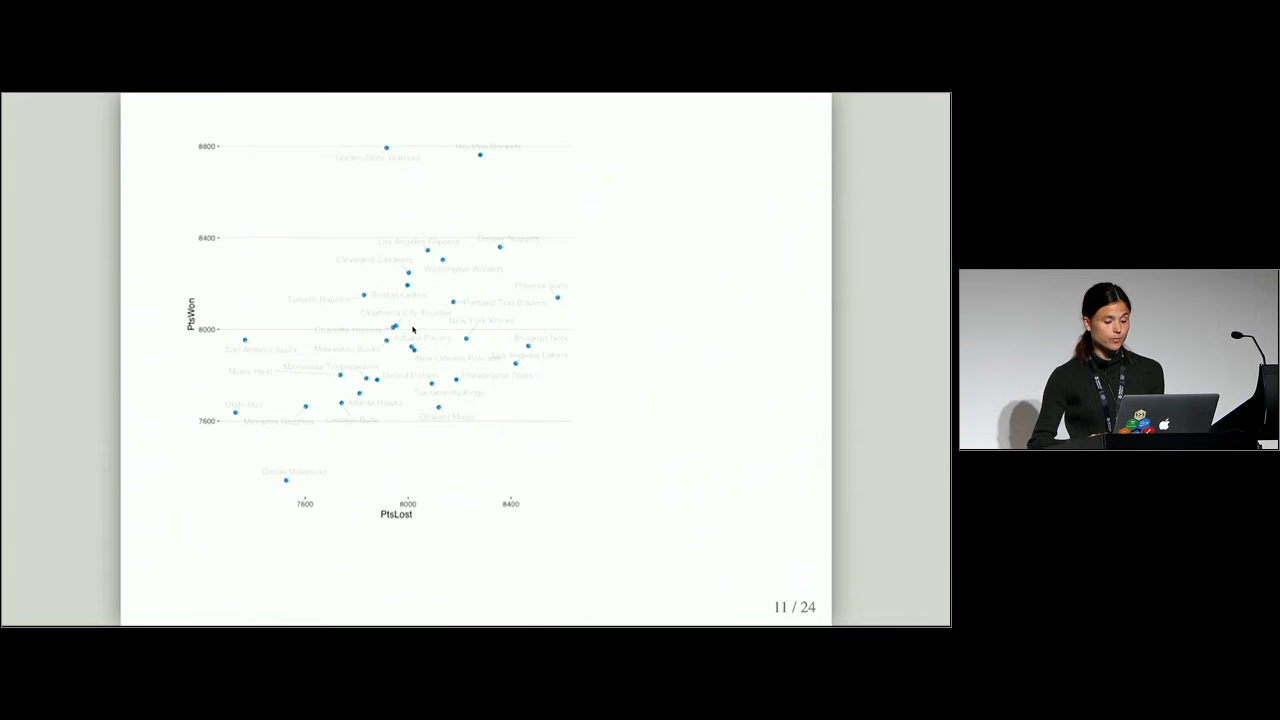 8800
Houston Rockets
Golden State Warriors
8400
Los Angeles Clippers
Denver Nuggets
Cleveland Cavaliers
Washington Wizards
Phoenix Suns
Toronto Raptors
Boston Celtics
Portland Trail Blazers
Oklahoma City Thunder
New York Knicks
PtsWon
8000
Charlotte Hornets
Indiana Pacers
Brooklyn Nets
San Antonio Spurs
Milwaukee Bucks
New Orleans Pelicans
Los Angeles Lakers
Miami Heat
Minnesota Timberwolves
Detroit Pistons
Philadelphia 76ers
Sacramento Kings
Utah Jazz
Atlanta Hawks
7600
Memphis Grizzlies
Chicago Bulls
Orlando Magic
Dallas Mavericks
7600
8000
8400
PtsLost
11 / 24